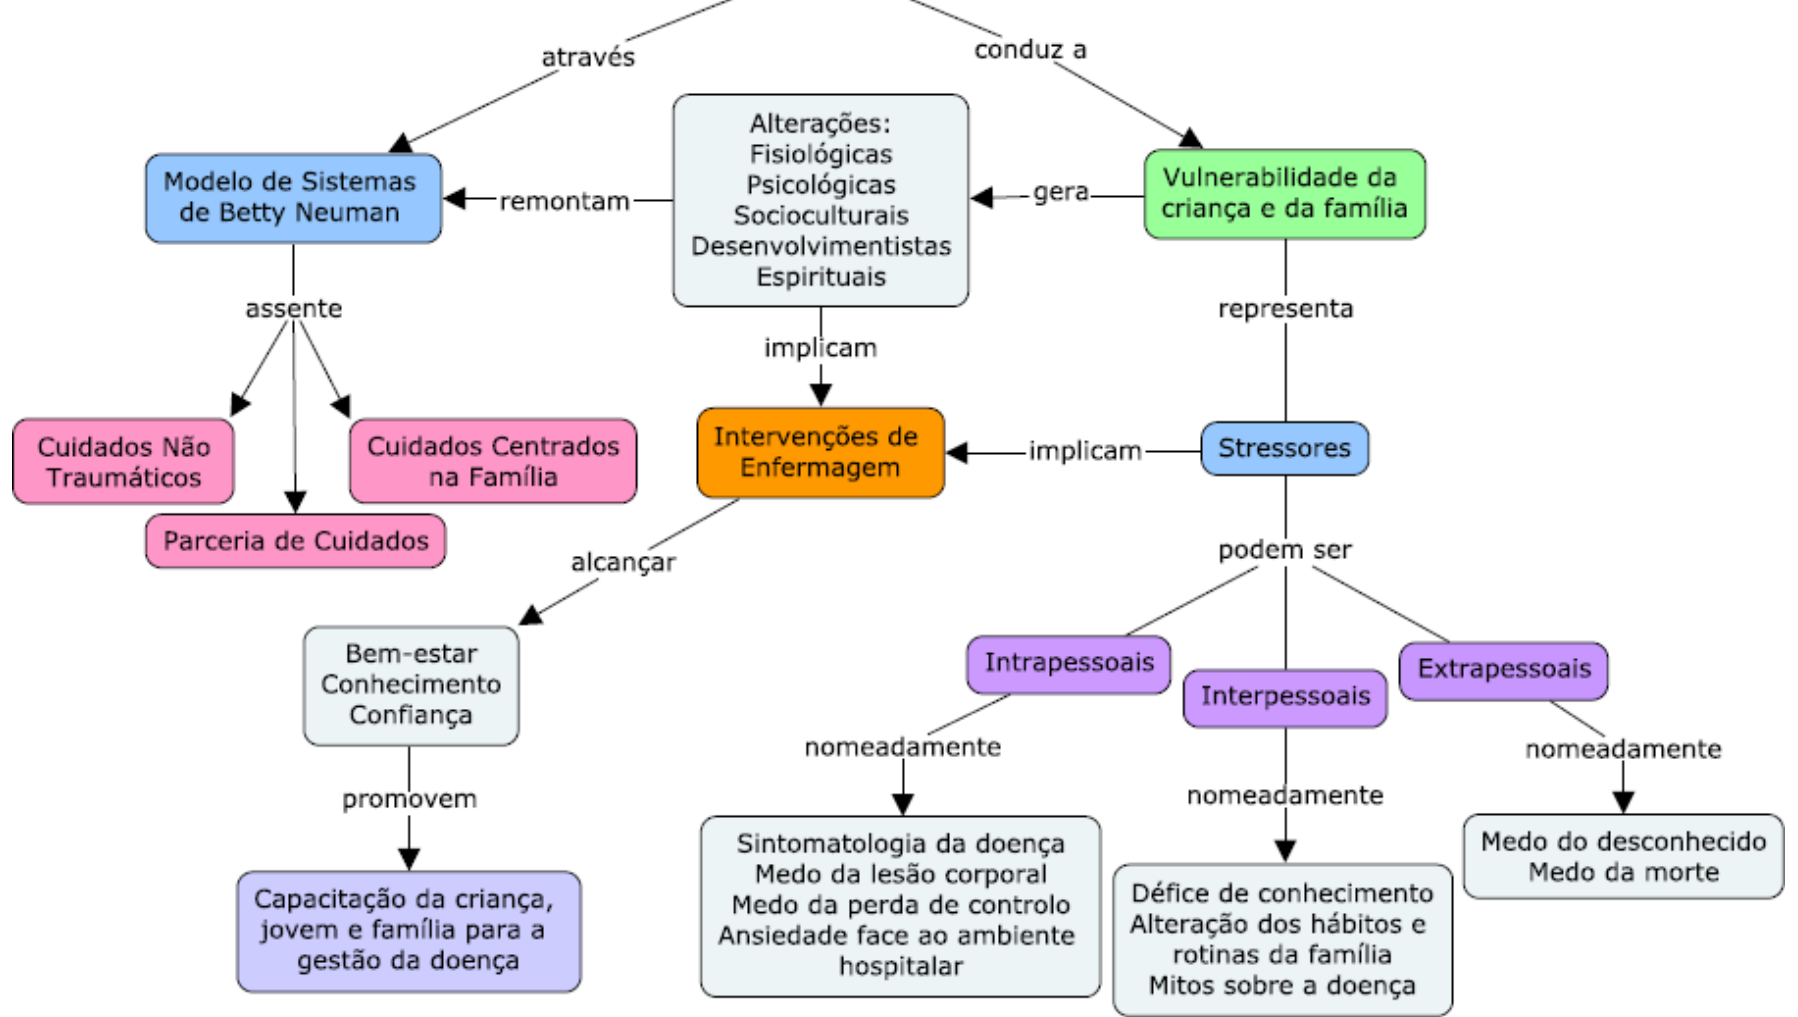 através
conduz a
Alterações:
Fisiológicas
Psicológicas
Socioculturais
Desenvolvimentistas
Espirituais
Modelo de Sistemas
de Betty Neuman
remontam
gera
Vulnerabilidade da
criança e da família
assente
implicam
representa
Cuidados Não
Traumáticos
Cuidados Centrados
na Família
Parceria de Cuidados
Intervenções de
Enfermagem
implicam
Stressores
alcançar
podem ser
Bem-estar
Conhecimento
Confiança
Intrapessoais
Interpessoais
Extrapessoais
nomeadamente
nomeadamente
nomeadamente
promovem
Capacitação da criança,
jovem e família para a
gestão da doença
Sintomatologia da doença
Medo da lesão corporal
Medo da perda de controlo
Ansiedade face ao ambiente
hospitalar
Défice de conhecimento
Alteração dos hábitos e
rotinas da família
Mitos sobre a doença
Medo do desconhecido
Medo da morte